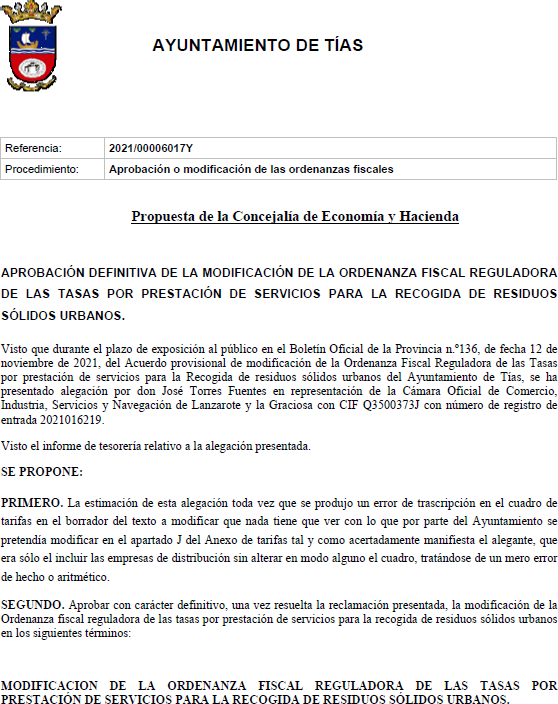 AYUNTAMIENTO DE TÍAS
Referencia: 2021/00006017Y
Procedimiento: Aprobación o modificación de las ordenanzas fiscales
Propuesta de la Concejalía de Economía y Hacienda
APROBACIÓN DEFINITIVA DE LA MODIFICACIÓN DE LA ORDENANZA FISCAL REGULADORA
DE LAS TASAS POR PRESTACIÓN DE SERVICIOS PARA LA RECOGIDA DE RESIDUOS
SÓLIDOS URBANOS.
Visto que durante el plazo de exposición al público en el Boletín Oficial de la Provincia n.º136, de fecha 12 de
noviembre de 2021, del Acuerdo provisional de modificación de la Ordenanza Fiscal Reguladora de las Tasas
por prestación de servicios para la Recogida de residuos sólidos urbanos del Ayuntamiento de Tías, se ha
presentado alegación por don José Torres Fuentes en representación de la Cámara Oficial de Comercio,
Industria, Servicios y Navegación de Lanzarote y la Graciosa con CIF Q3500373J con número de registro de
entrada 2021016219.
Visto el informe de tesorería relativo a la alegación presentada.
SE PROPONE:
PRIMERO. La estimación de esta alegación toda vez que se produjo un error de trascripción en el cuadro de
tarifas en el borrador del texto a modificar que nada tiene que ver con lo que por parte del Ayuntamiento se
pretendía modificar en el apartado J del Anexo de tarifas tal y como acertadamente manifiesta el alegante, que
era sólo el incluir las empresas de distribución sin alterar en modo alguno el cuadro, tratándose de un mero error
de hecho o aritmético.
SEGUNDO. Aprobar con carácter definitivo, una vez resuelta la reclamación presentada, la modificación de la
Ordenanza fiscal reguladora de las tasas por prestación de servicios para la recogida de residuos sólidos urbanos
en los siguientes términos:
MODIFICACION DE LA ORDENANZA FISCAL REGULADORA DE LAS TASAS POR
PRESTACIÓN DE SERVICIOS PARA LA RECOGIDA DE RESIDUOS SÓLIDOS URBANOS.